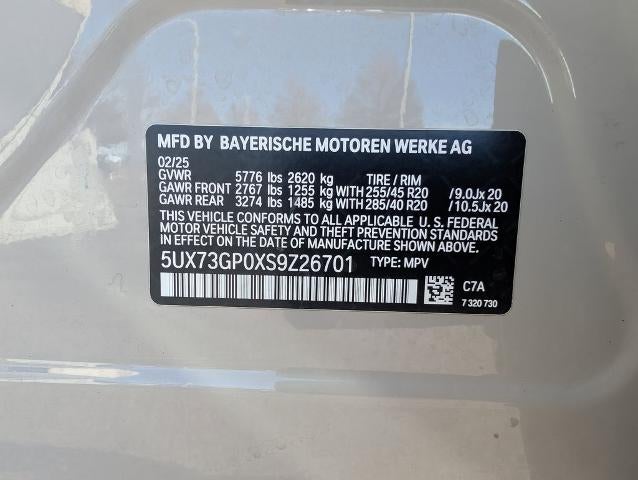 MFD BY BAYERISCHE MOTOREN WERKE AG
02/25
GVWR 5776 lbs 2620 kg TIRE / RIM
GAWR FRONT 2767 lbs 1255 kg WITH 255/45 R20 /9.0Jx 20
GAWR REAR 3274 lbs 1485 kg WITH 285/40 R20 /10.5Jx 20
THIS VEHICLE CONFORMS TO ALL APPLICABLE U. S. FEDERAL
MOTOR VEHICLE SAFETY AND THEFT PREVENTION STANDARDS
IN EFFECT ON THE DATE OF MANUFACTURE SHOWN ABOVE.
5UX73GP0XS9Z26701 TYPE: MPV
C7A
7 320 730